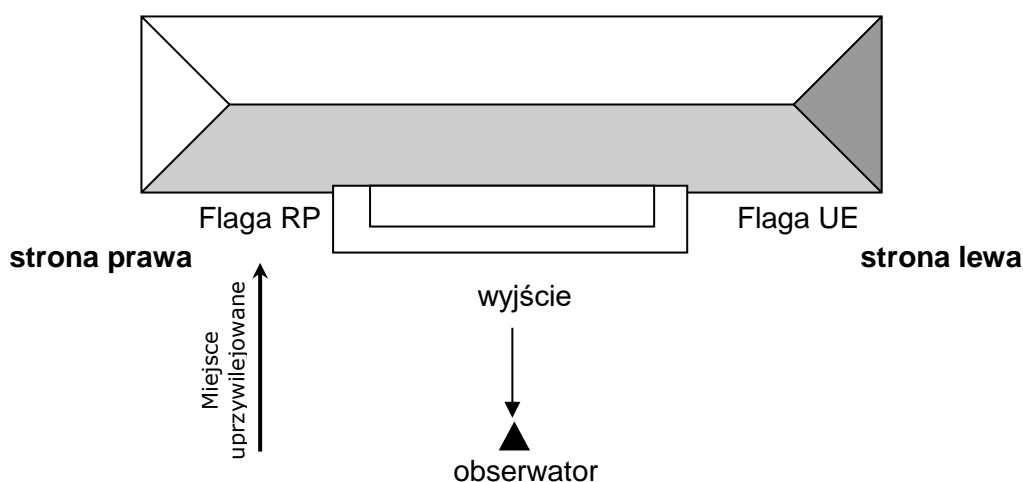 Flaga RP
Flaga UE
strona prawa
strona lewa
Miejsce
uprzywilejowane
wyjście
obserwator